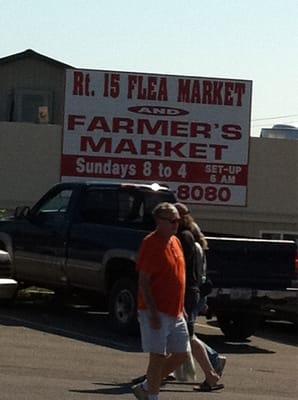 Rt. 15 FLEA MARKET
AND
FARMER'S
MARKET
Sundays 8 to 4
SET-UP
6 AM
-8080